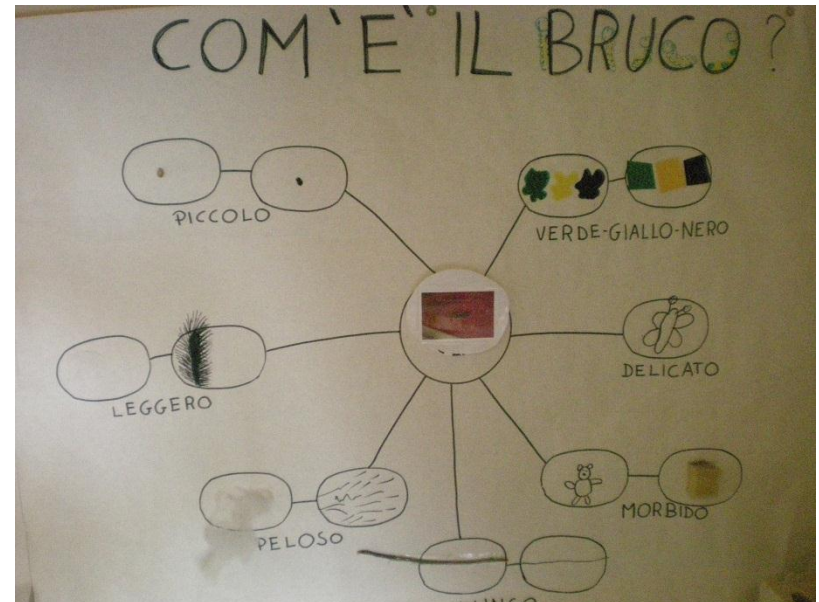 COM'E' IL BRUCO?
PICCOLO
VERDE-GIALLO-NERO
LEGGERO
DELICATO
PELOSO
MORBIDO